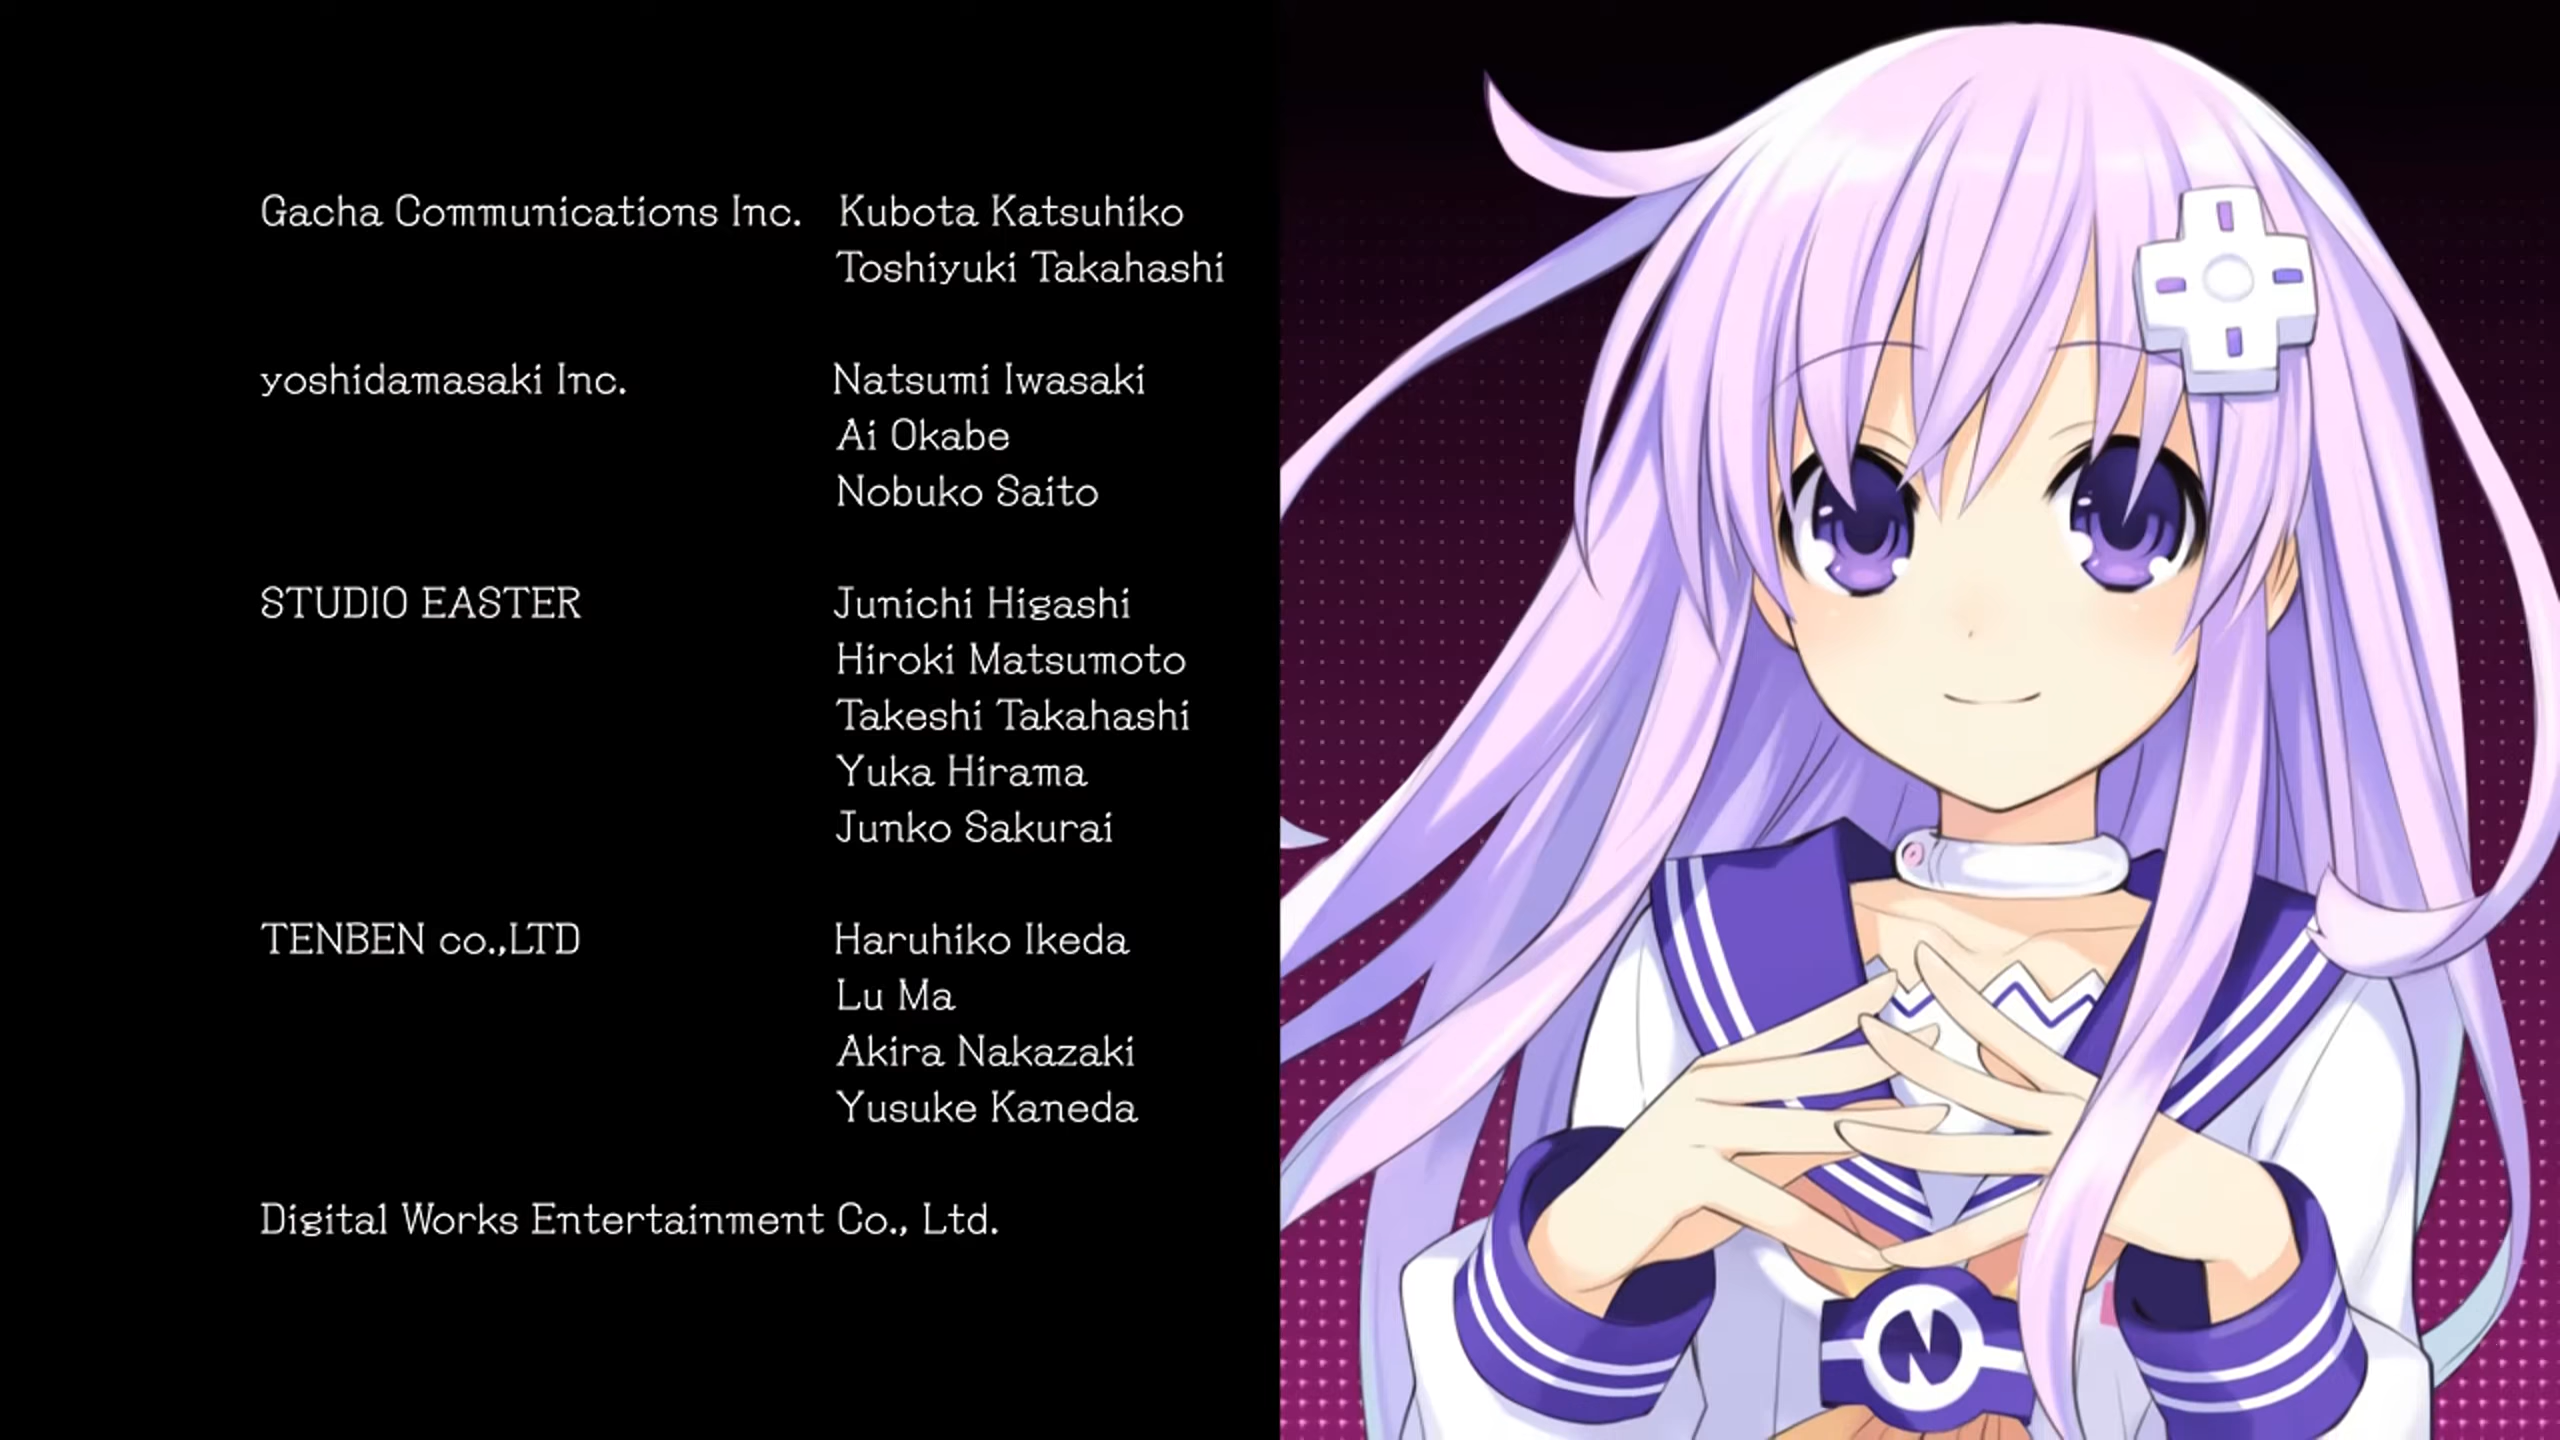 Gacha Communications Inc. Kubota Katsuhiko
Toshiyuki Takahashi
yoshidamasaki Inc. Natsumi Iwasaki
Ai Okabe
Nobuko Saito
STUDIO EASTER Junichi Higashi
Hiroki Matsumoto
Takeshi Takahashi
Yuka Hirama
Junko Sakurai
TENBEN co.,LTD Haruhiko Ikeda
Lu Ma
Akira Nakazaki
Yusuke Kaneda
Digital Works Entertainment Co., Ltd.
N